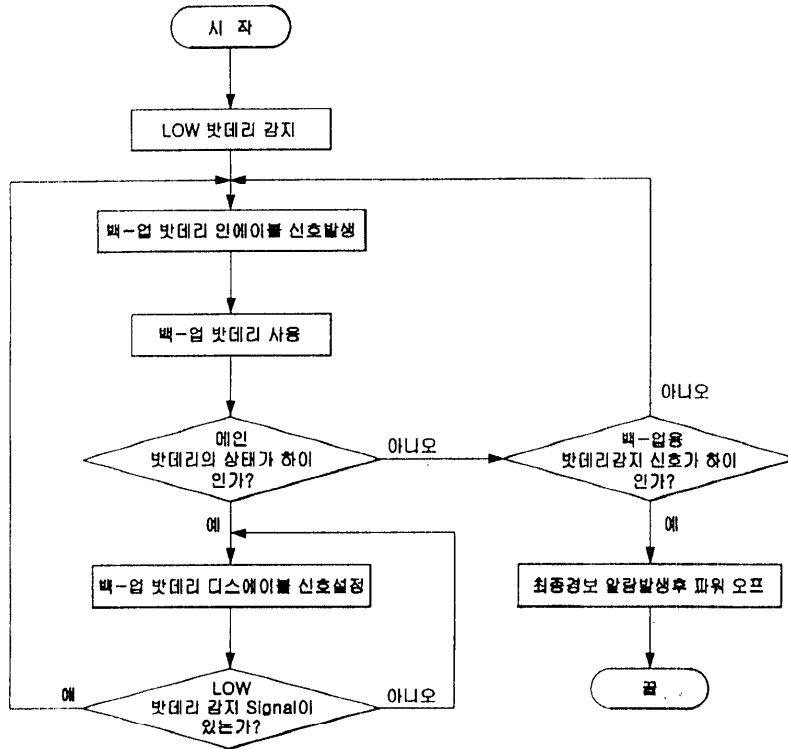 시 작
LOW 밧데리 감지
백-업 밧데리 인에이블 신호발생
백-업 밧데리 사용
메인
밧데리의 상태가 하이
인가?
아니오
예
백-업용
밧데리감지 신호가 하이
인가?
아니오
예
백-업 밧데리 디스에이블 신호설정
최종경보 알람발생후 파워 오프
LOW
밧데리 감지 Signal이
있는가?
예
아니오
끝